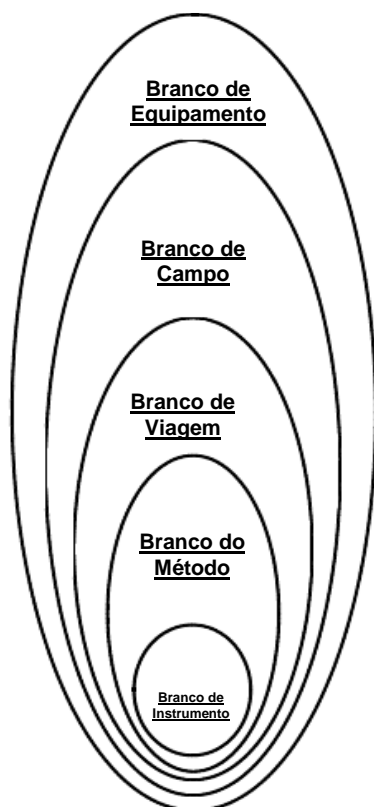 Branco de
Equipamento
Branco de
Campo
Branco de
Viagem
Branco do
Método
Branco de
Instrumento